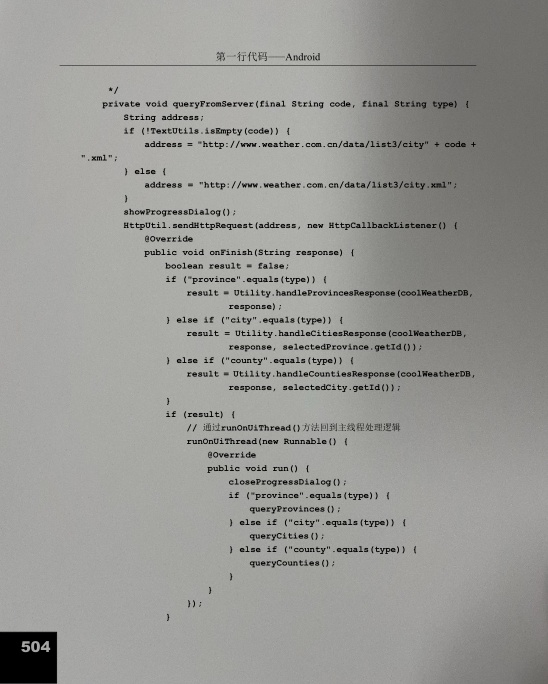 第一行代码——Android
*/
private void queryFromServer(final String code, final String type) {
String address;
if (!TextUtils.isEmpty(code)) {
address = "http://www.weather.com.cn/data/list3/city" + code +
".xml";
} else {
address = "http://www.weather.com.cn/data/list3/city.xml";
}
showProgressDialog();
HttpUtil.sendHttpRequest(address, new HttpCallbackListener() {
@Override
public void onFinish(String response) {
boolean result = false;
if ("province".equals(type)) {
result = Utility.handleProvincesResponse(coolWeatherDB,
response);
} else if ("city".equals(type)) {
result = Utility.handleCitiesResponse(coolWeatherDB,
response, selectedProvince.getId());
} else if ("county".equals(type)) {
result = Utility.handleCountiesResponse(coolWeatherDB,
response, selectedCity.getId());
}
if (result) {
// 通过runOnUiThread()方法回到主线程处理逻辑
runOnUiThread(new Runnable() {
@Override
public void run() {
closeProgressDialog();
if ("province".equals(type)) {
queryProvinces();
} else if ("city".equals(type)) {
queryCities();
} else if ("county".equals(type)) {
queryCounties();
}
}
});
}
504